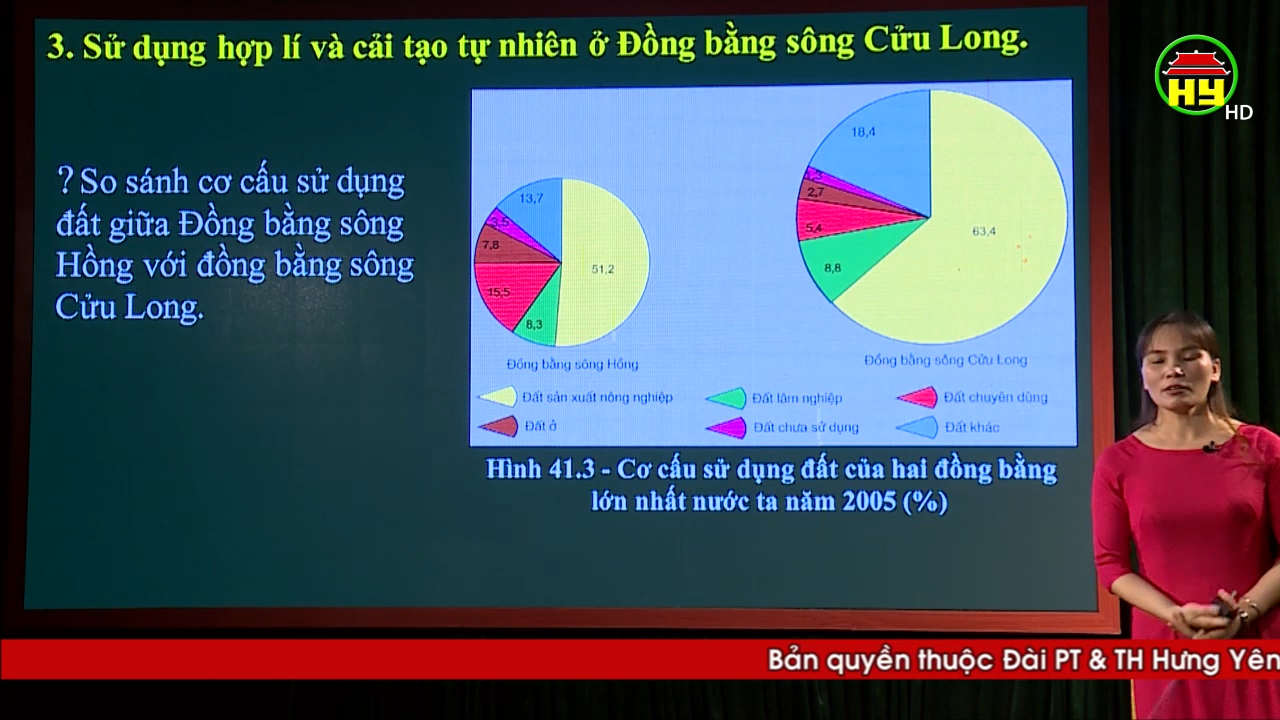 3. Sử dụng hợp lí và cải tạo tự nhiên ở Đồng bằng sông Cửu Long.
HY
HD
? So sánh cơ cấu sử dụng
đất giữa Đồng bằng sông
Hồng với đồng bằng sông
Cửu Long.
13,7
3,5
7,8
15,5
8,3
51,2
Đồng bằng sông Hồng
18,4
2,7
5,4
8,8
63,4
Đồng bằng sông Cửu Long
Đất sản xuất nông nghiệp
Đất lâm nghiệp
Đất chuyên dùng
Đất ở
Đất chưa sử dụng
Đất khác
Hình 41.3 - Cơ cấu sử dụng đất của hai đồng bằng
lớn nhất nước ta năm 2005 (%)
Bản quyền thuộc Đài PT & TH Hưng Yên